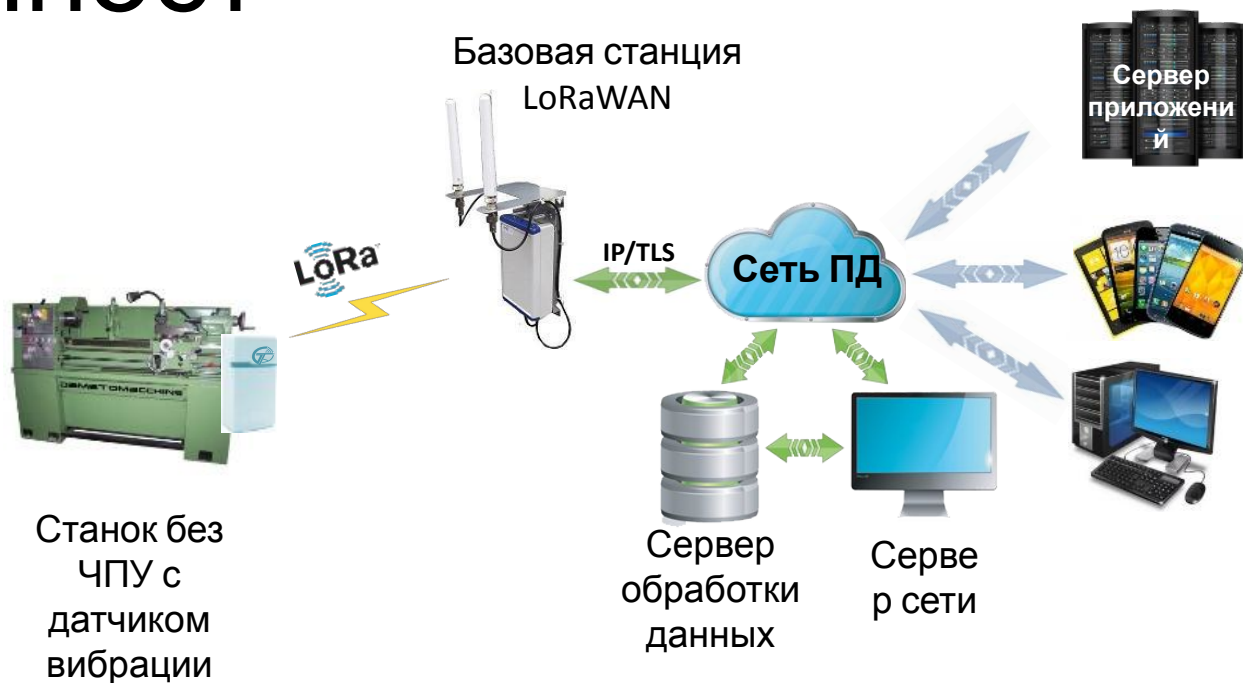 Базовая станция
LoRaWAN
Сервер
приложени
й
LoRa
IP/TLS
Сеть ПД
Станок без
ЧПУ с
датчиком
вибрации
Сервер
обработки
данных
Серве
р сети